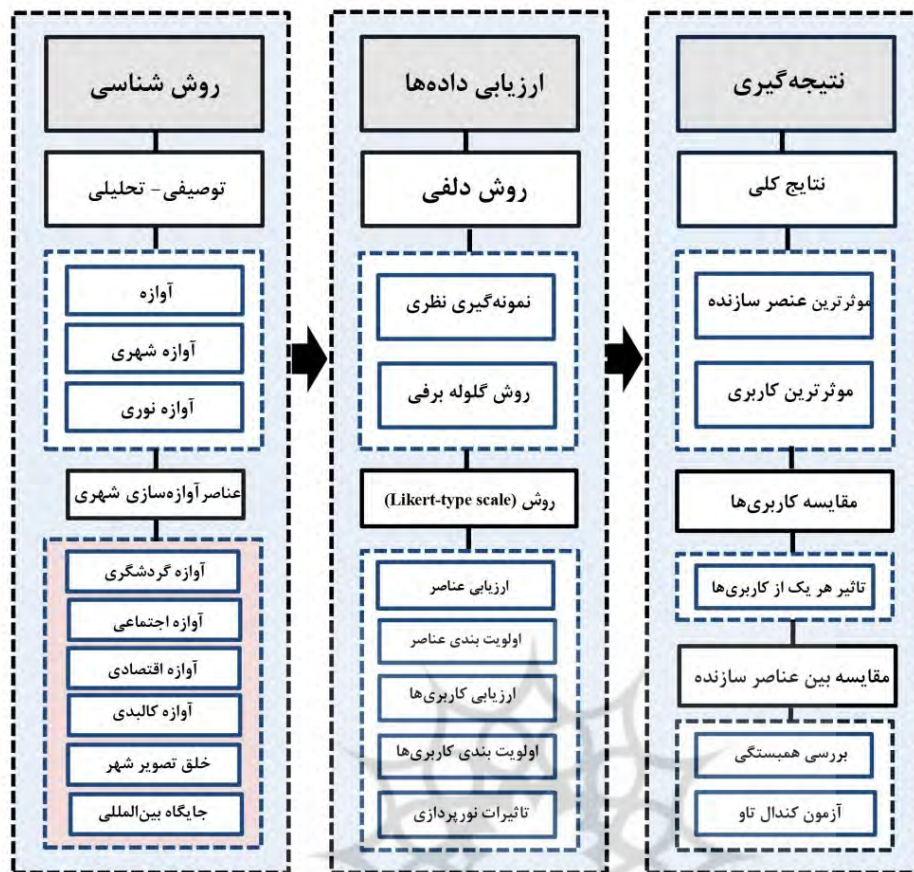 روش شناسی
توصیفی- تحلیلی
آوازه
آوازه شهری
آوازه نوری
عناصر آوازه‌سازی شهری
آوازه گردشگری
آوازه اجتماعی
آوازه اقتصادی
آوازه کالبدی
خلق تصویر شهر
جایگاه بین‌المللی
ارزیابی داده‌ها
روش دلفی
نمونه‌گیری نظری
روش گلوله برفی
روش (Likert-type scale)
ارزیابی عناصر
اولویت بندی عناصر
ارزیابی کاربری‌ها
اولویت بندی کاربری‌ها
تاثیرات نورپردازی
نتیجه‌گیری
نتایج کلی
موثرترین عنصر سازنده
موثرترین کاربری
مقایسه کاربری‌ها
تاثیر هر یک از کاربری‌ها
مقایسه بین عناصر سازنده
بررسی همبستگی
آزمون کندال تاو